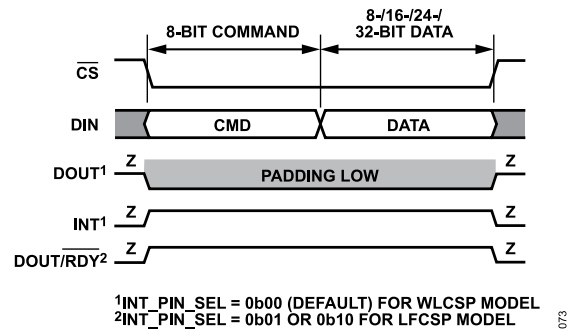 8-BIT COMMAND
8-/16-/24-/
32-BIT DATA
CS
DIN
CMD
DATA
Z
Z
DOUT1
PADDING LOW
Z
Z
INT1
Z
Z
DOUT/RDY2
1INT_PIN_SEL = 0b00 (DEFAULT) FOR WLCSP MODEL
2INT_PIN_SEL = 0b01 OR 0b10 FOR LFCSP MODEL
073